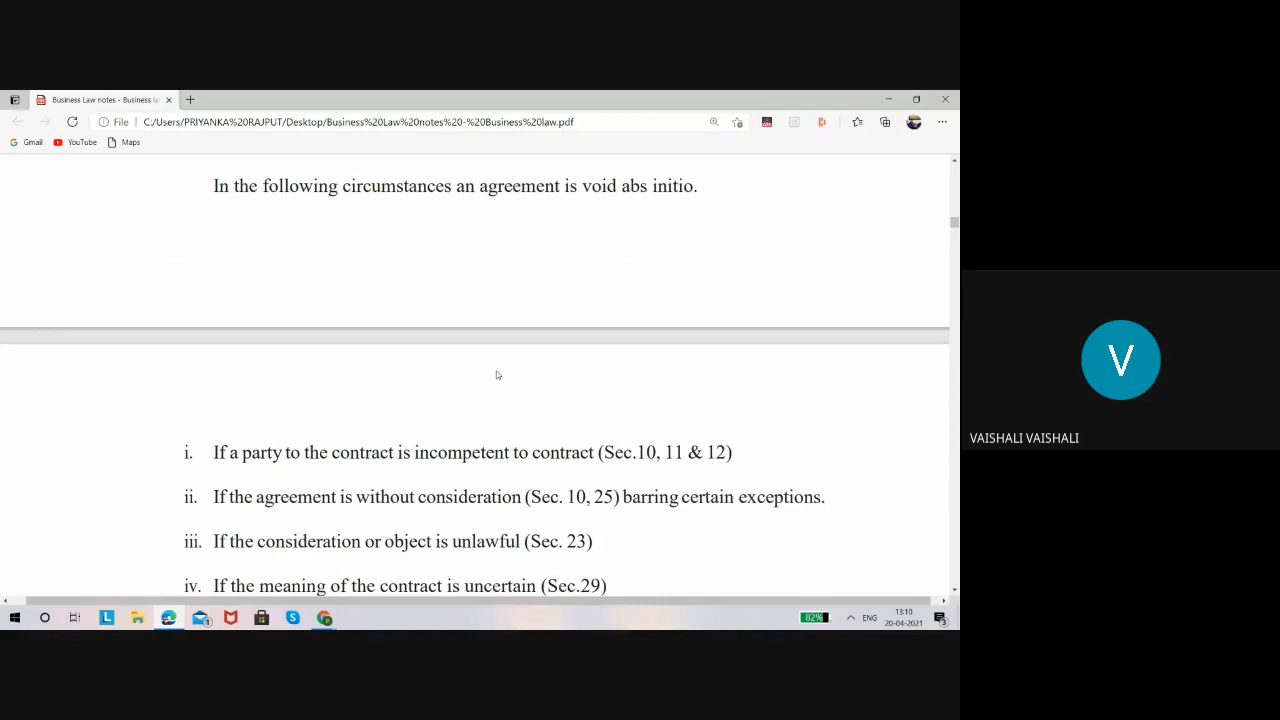 Business Law notes - Business la
File
C:/Users/PRIYANKA%20RAJPUT/Desktop/Business%20Law%20notes%20-%20Business%20law.pdf
Gmail YouTube Maps
In the following circumstances an agreement is void abs initio.
i. If a party to the contract is incompetent to contract (Sec.10, 11 & 12)
ii. If the agreement is without consideration (Sec. 10, 25) barring certain exceptions.
iii. If the consideration or object is unlawful (Sec. 23)
iv. If the meaning of the contract is uncertain (Sec.29)
V
VAISHALI VAISHALI
82% ENG 13:10
20-04-2021